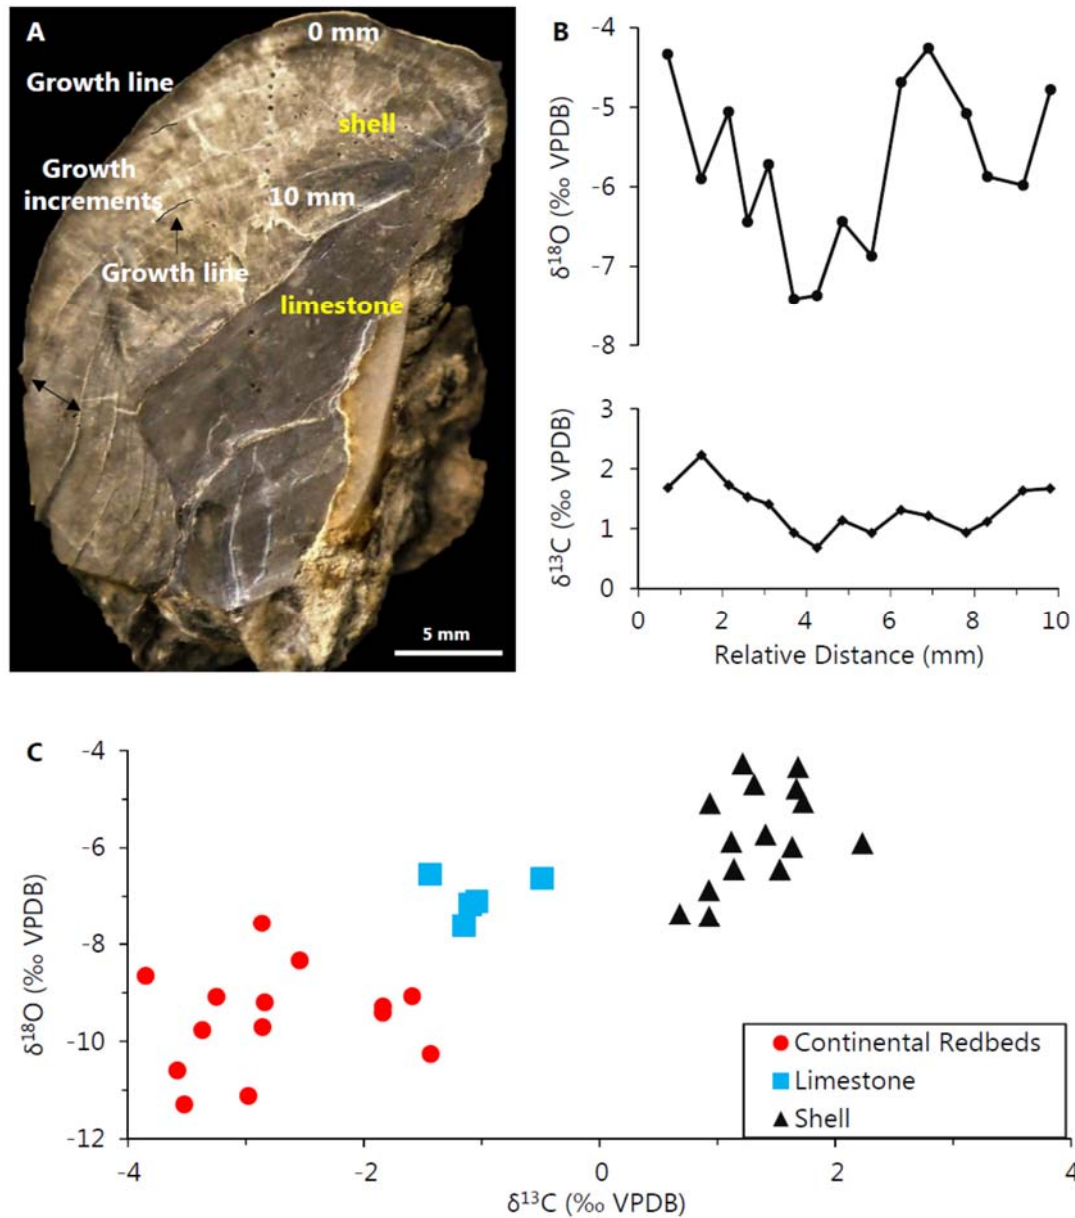 A
0 mm
Growth line
shell
Growth
increments
10 mm
Growth line
limestone
5 mm
B
-4
-5
-6
-7
-8
δ¹⁸O (‰ VPDB)
3
2
1
0
δ¹³C (‰ VPDB)
0 2 4 6 8 10
Relative Distance (mm)
C
-4
-6
-8
-10
-12
δ¹⁸O (‰ VPDB)
Continental Redbeds
Limestone
Shell
-4 -2 0 2 4
δ¹³C (‰ VPDB)